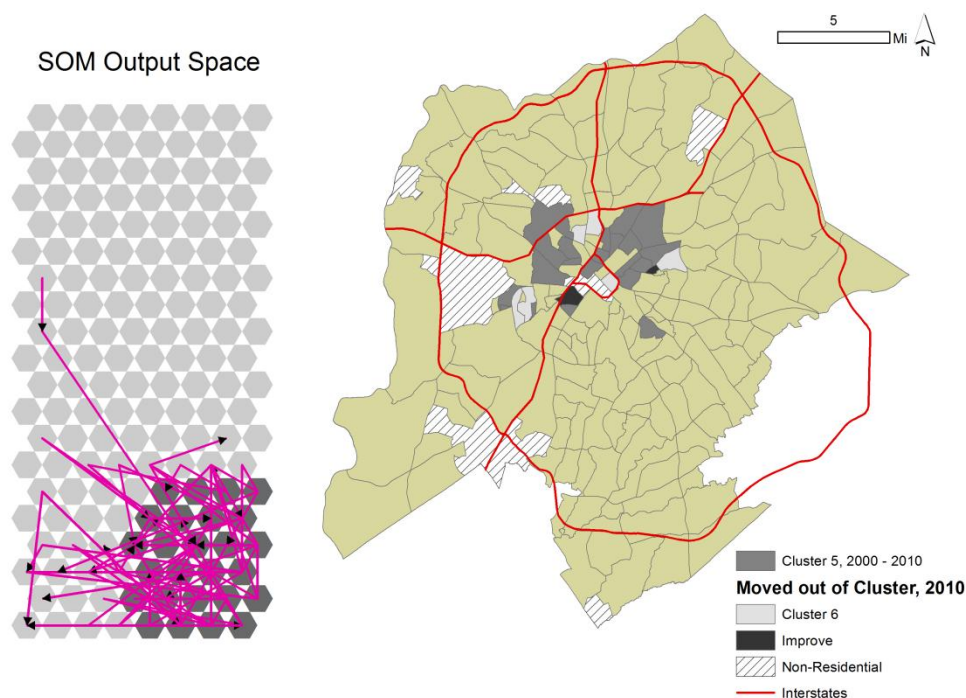 SOM Output Space
5
Mi
N
Cluster 5, 2000 - 2010
Moved out of Cluster, 2010
Cluster 6
Improve
Non-Residential
Interstates